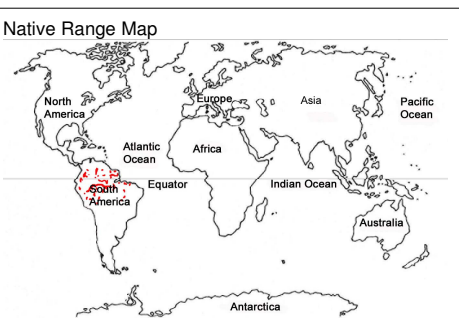 Native Range Map
North
America
Europe
Asia
Pacific
Ocean
Atlantic
Ocean
Africa
Equator
Indian Ocean
South
America
Australia
Antarctica